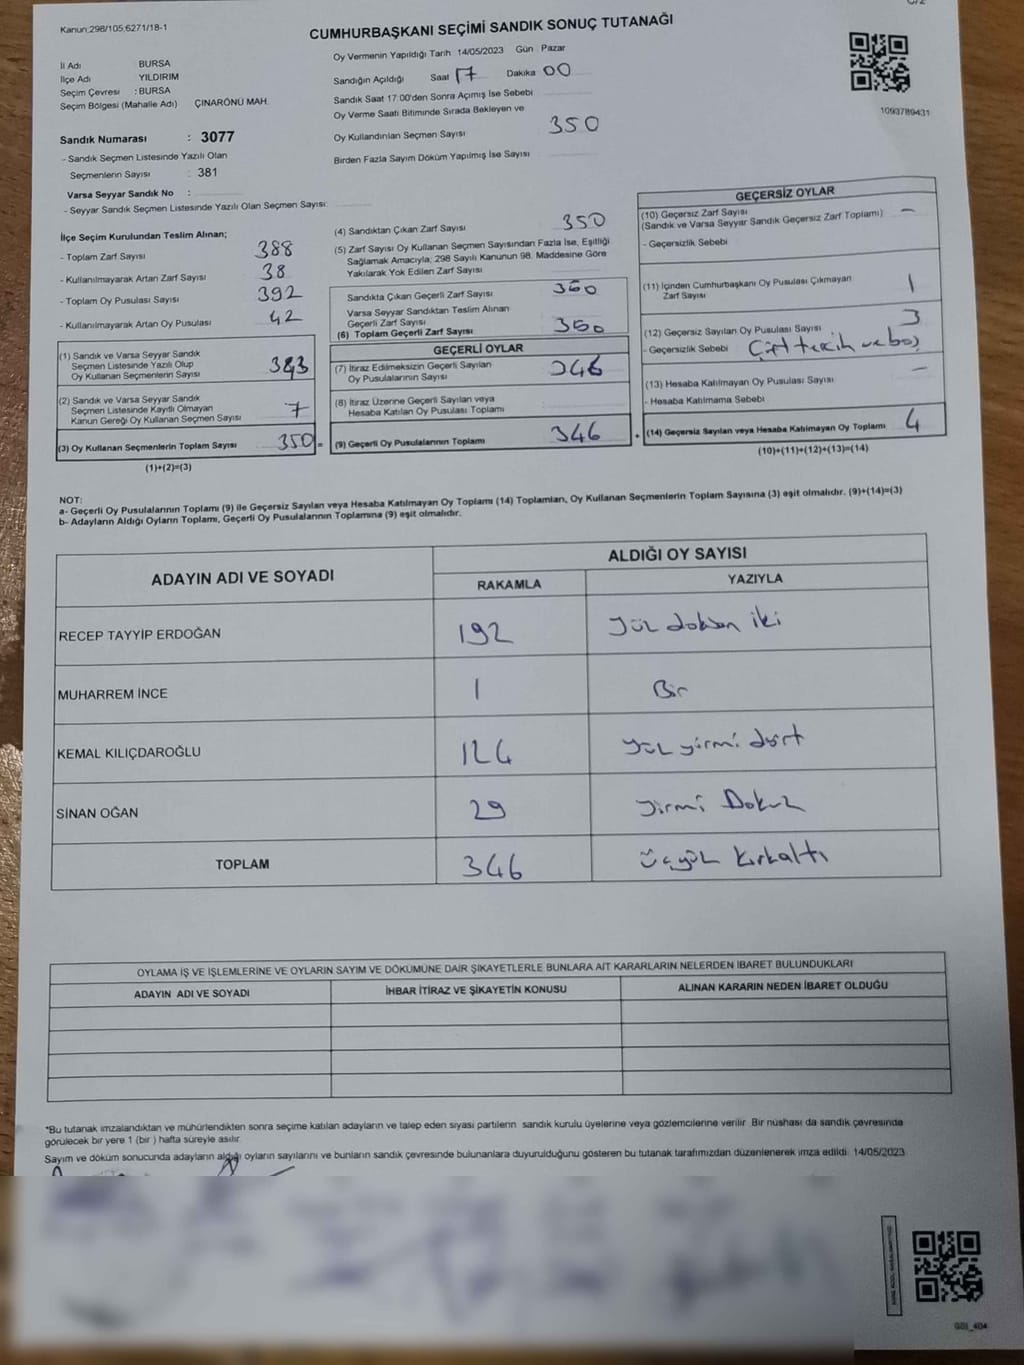 Kanun:298/105;6271/18-1
CUMHURBAŞKANI SEÇİMİ SANDIK SONUÇ TUTANAĞI
İl Adı BURSA
İlçe Adı YILDIRIM
Seçim Çevresi : BURSA
Seçim Bölgesi (Mahalle Adı) ÇINARÖNÜ MAH.
Sandık Numarası : 3077
- Sandık Seçmen Listesinde Yazılı Olan
Seçmenlerin Sayısı : 381
Varsa Seyyar Sandık No :
- Seyyar Sandık Seçmen Listesinde Yazılı Olan Seçmen Sayısı:
Oy Vermenin Yapıldığı Tarih 14/05/2023 Gün Pazar
Sandığın Açıldığı Saat 17 Dakika 00
Sandık Saat 17:00'den Sonra Açımış İse Sebebi
Oy Verme Saati Bitiminde Sırada Bekleyen ve
Oy Kullandırılan Seçmen Sayısı 350
Birden Fazla Sayım Döküm Yapılmış İse Sayısı
1093789431
İlçe Seçim Kurulundan Teslim Alınan;
- Toplam Zarf Sayısı 388
- Kullanılmayarak Artan Zarf Sayısı 38
- Toplam Oy Pusulası Sayısı 392
- Kullanılmayarak Artan Oy Pusulası 42
(1) Sandık ve Varsa Seyyar Sandık
Seçmen Listesinde Yazılı Olup
Oy Kullanan Seçmenlerin Sayısı 343
(2) Sandık ve Varsa Seyyar Sandık
Seçmen Listesinde Kayıtlı Olmayan
Kanun Gereği Oy Kullanan Seçmen Sayısı 7
(3) Oy Kullanan Seçmenlerin Toplam Sayısı 350 =
(1)+(2)=(3)
(4) Sandıktan Çıkan Zarf Sayısı 350
(5) Zarf Sayısı Oy Kullanan Seçmen Sayısından Fazla İse, Eşitliği
Sağlamak Amacıyla; 298 Sayılı Kanunun 98. Maddesine Göre
Yakılarak Yok Edilen Zarf Sayısı
Sandıkta Çıkan Geçerli Zarf Sayısı 350
Varsa Seyyar Sandıktan Teslim Alınan
Geçerli Zarf Sayısı
(6) Toplam Geçerli Zarf Sayısı 350
GEÇERLİ OYLAR
(7) İtiraz Edilmeksizin Geçerli Sayılan
Oy Pusulalarının Sayısı 346
(8) İtiraz Üzerine Geçerli Sayılan veya
Hesaba Katılan Oy Pusulası Toplamı
(9) Geçerli Oy Pusulalarının Toplamı 346 +
GEÇERSİZ OYLAR
(10) Geçersiz Zarf Sayısı –
(Sandık ve Varsa Seyyar Sandık Geçersiz Zarf Toplamı)
- Geçersizlik Sebebi
(11) İçinden Cumhurbaşkanı Oy Pusulası Çıkmayan
Zarf Sayısı 1
(12) Geçersiz Sayılan Oy Pusulası Sayısı 3
- Geçersizlik Sebebi Çift tercih ve boş
(13) Hesaba Katılmayan Oy Pusulası Sayısı –
- Hesaba Katılmama Sebebi
(14) Geçersiz Sayılan veya Hesaba Katılmayan Oy Toplamı 4
(10)+(11)+(12)+(13)=(14)
NOT:
a- Geçerli Oy Pusulalarının Toplamı (9) ile Geçersiz Sayılan veya Hesaba Katılmayan Oy Toplamı (14) Toplamları, Oy Kullanan Seçmenlerin Toplam Sayısına (3) eşit olmalıdır. (9)+(14)=(3)
b- Adayların Aldığı Oyların Toplamı, Geçerli Oy Pusulalarının Toplamına (9) eşit olmalıdır.
ADAYIN ADI VE SOYADI ALDIĞI OY SAYISI
RAKAMLA YAZIYLA
RECEP TAYYİP ERDOĞAN 192 Yüz doksan iki
MUHARREM İNCE 1 Bir
KEMAL KILIÇDAROĞLU 124 yüz yirmi dört
SİNAN OĞAN 29 yirmi Dokuz
TOPLAM 346 üçyüz kırkaltı
OYLAMA İŞ VE İŞLEMLERİNE VE OYLARIN SAYIM VE DÖKÜMÜNE DAİR ŞİKAYETLERLE BUNLARA AİT KARARLARIN NELERDEN İBARET BULUNDUKLARI
ADAYIN ADI VE SOYADI İHBAR İTİRAZ VE ŞİKAYETİN KONUSU ALINAN KARARIN NEDEN İBARET OLDUĞU
*Bu tutanak imzalandıktan ve mühürlendikten sonra seçime katılan adayların ve talep eden siyasi partilerin sandık kurulu üyelerine veya gözlemcilerine verilir. Bir nüshası da sandık çevresinde
görülecek bir yere 1 (bir ) hafta süreyle asılır.
Sayım ve döküm sonucunda adayların aldığı oyların sayılarını ve bunların sandık çevresinde bulunanlara duyurulduğunu gösteren bu tutanak tarafımızdan düzenlenerek imza edildi. 14/05/2023